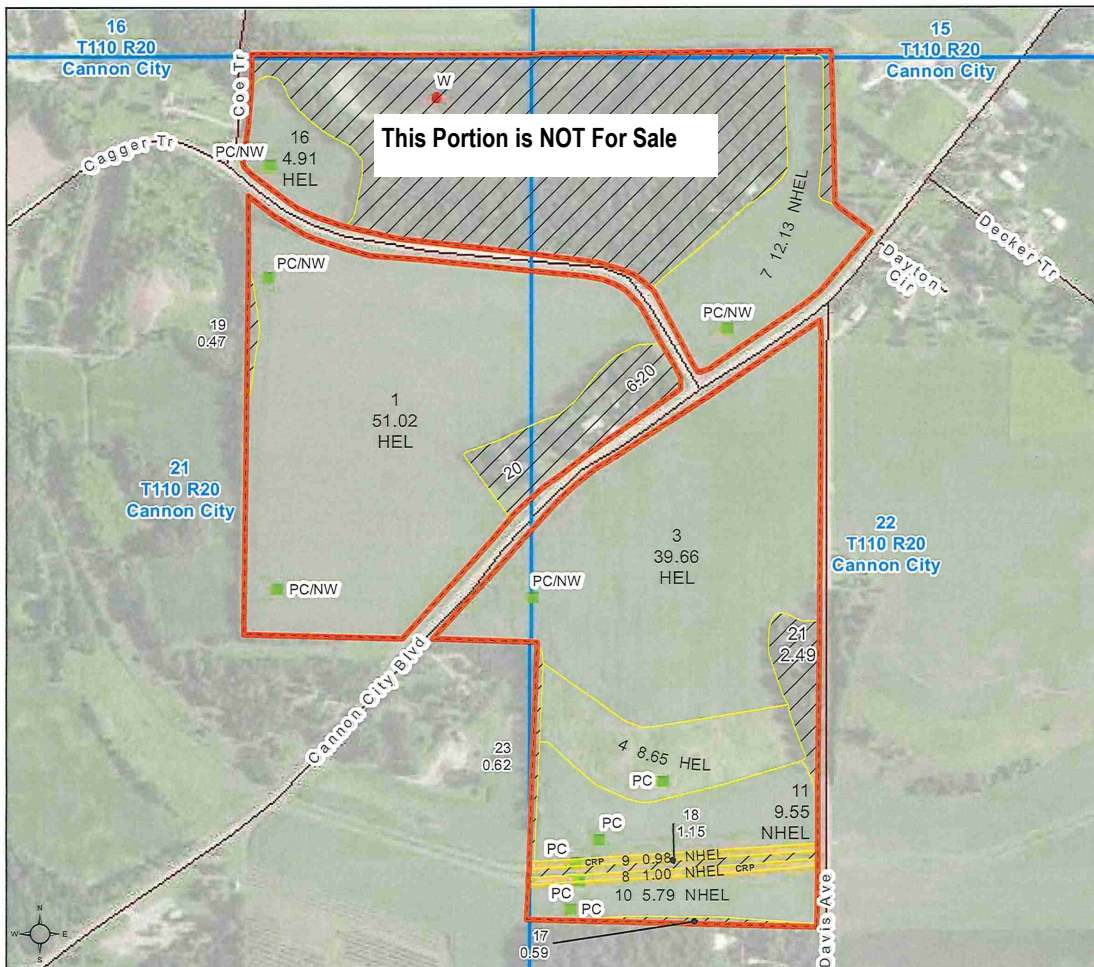 16
T110 R20
Cannon City
15
T110 R20
Cannon City
Coe Tr
W
This Portion is NOT For Sale
16
4.91
HEL
PC/NW
Cagger Tr
7 12.13 NHEL
Decker Tr
Dayton Cir
PC/NW
PC/NW
19
0.47
6.20
1
51.02
HEL
20
21
T110 R20
Cannon City
3
39.66
HEL
22
T110 R20
Cannon City
PC/NW
PC/NW
21
2.49
Cannon City Blvd
23
0.62
4 8.65 HEL
PC
11
9.55
NHEL
18
1.15
PC
PC
CRP
9 0.98 NHEL
8 1.00 NHEL
CRP
10 5.79 NHEL
PC
PC
17
0.59
Davis Ave
N
W
E
S